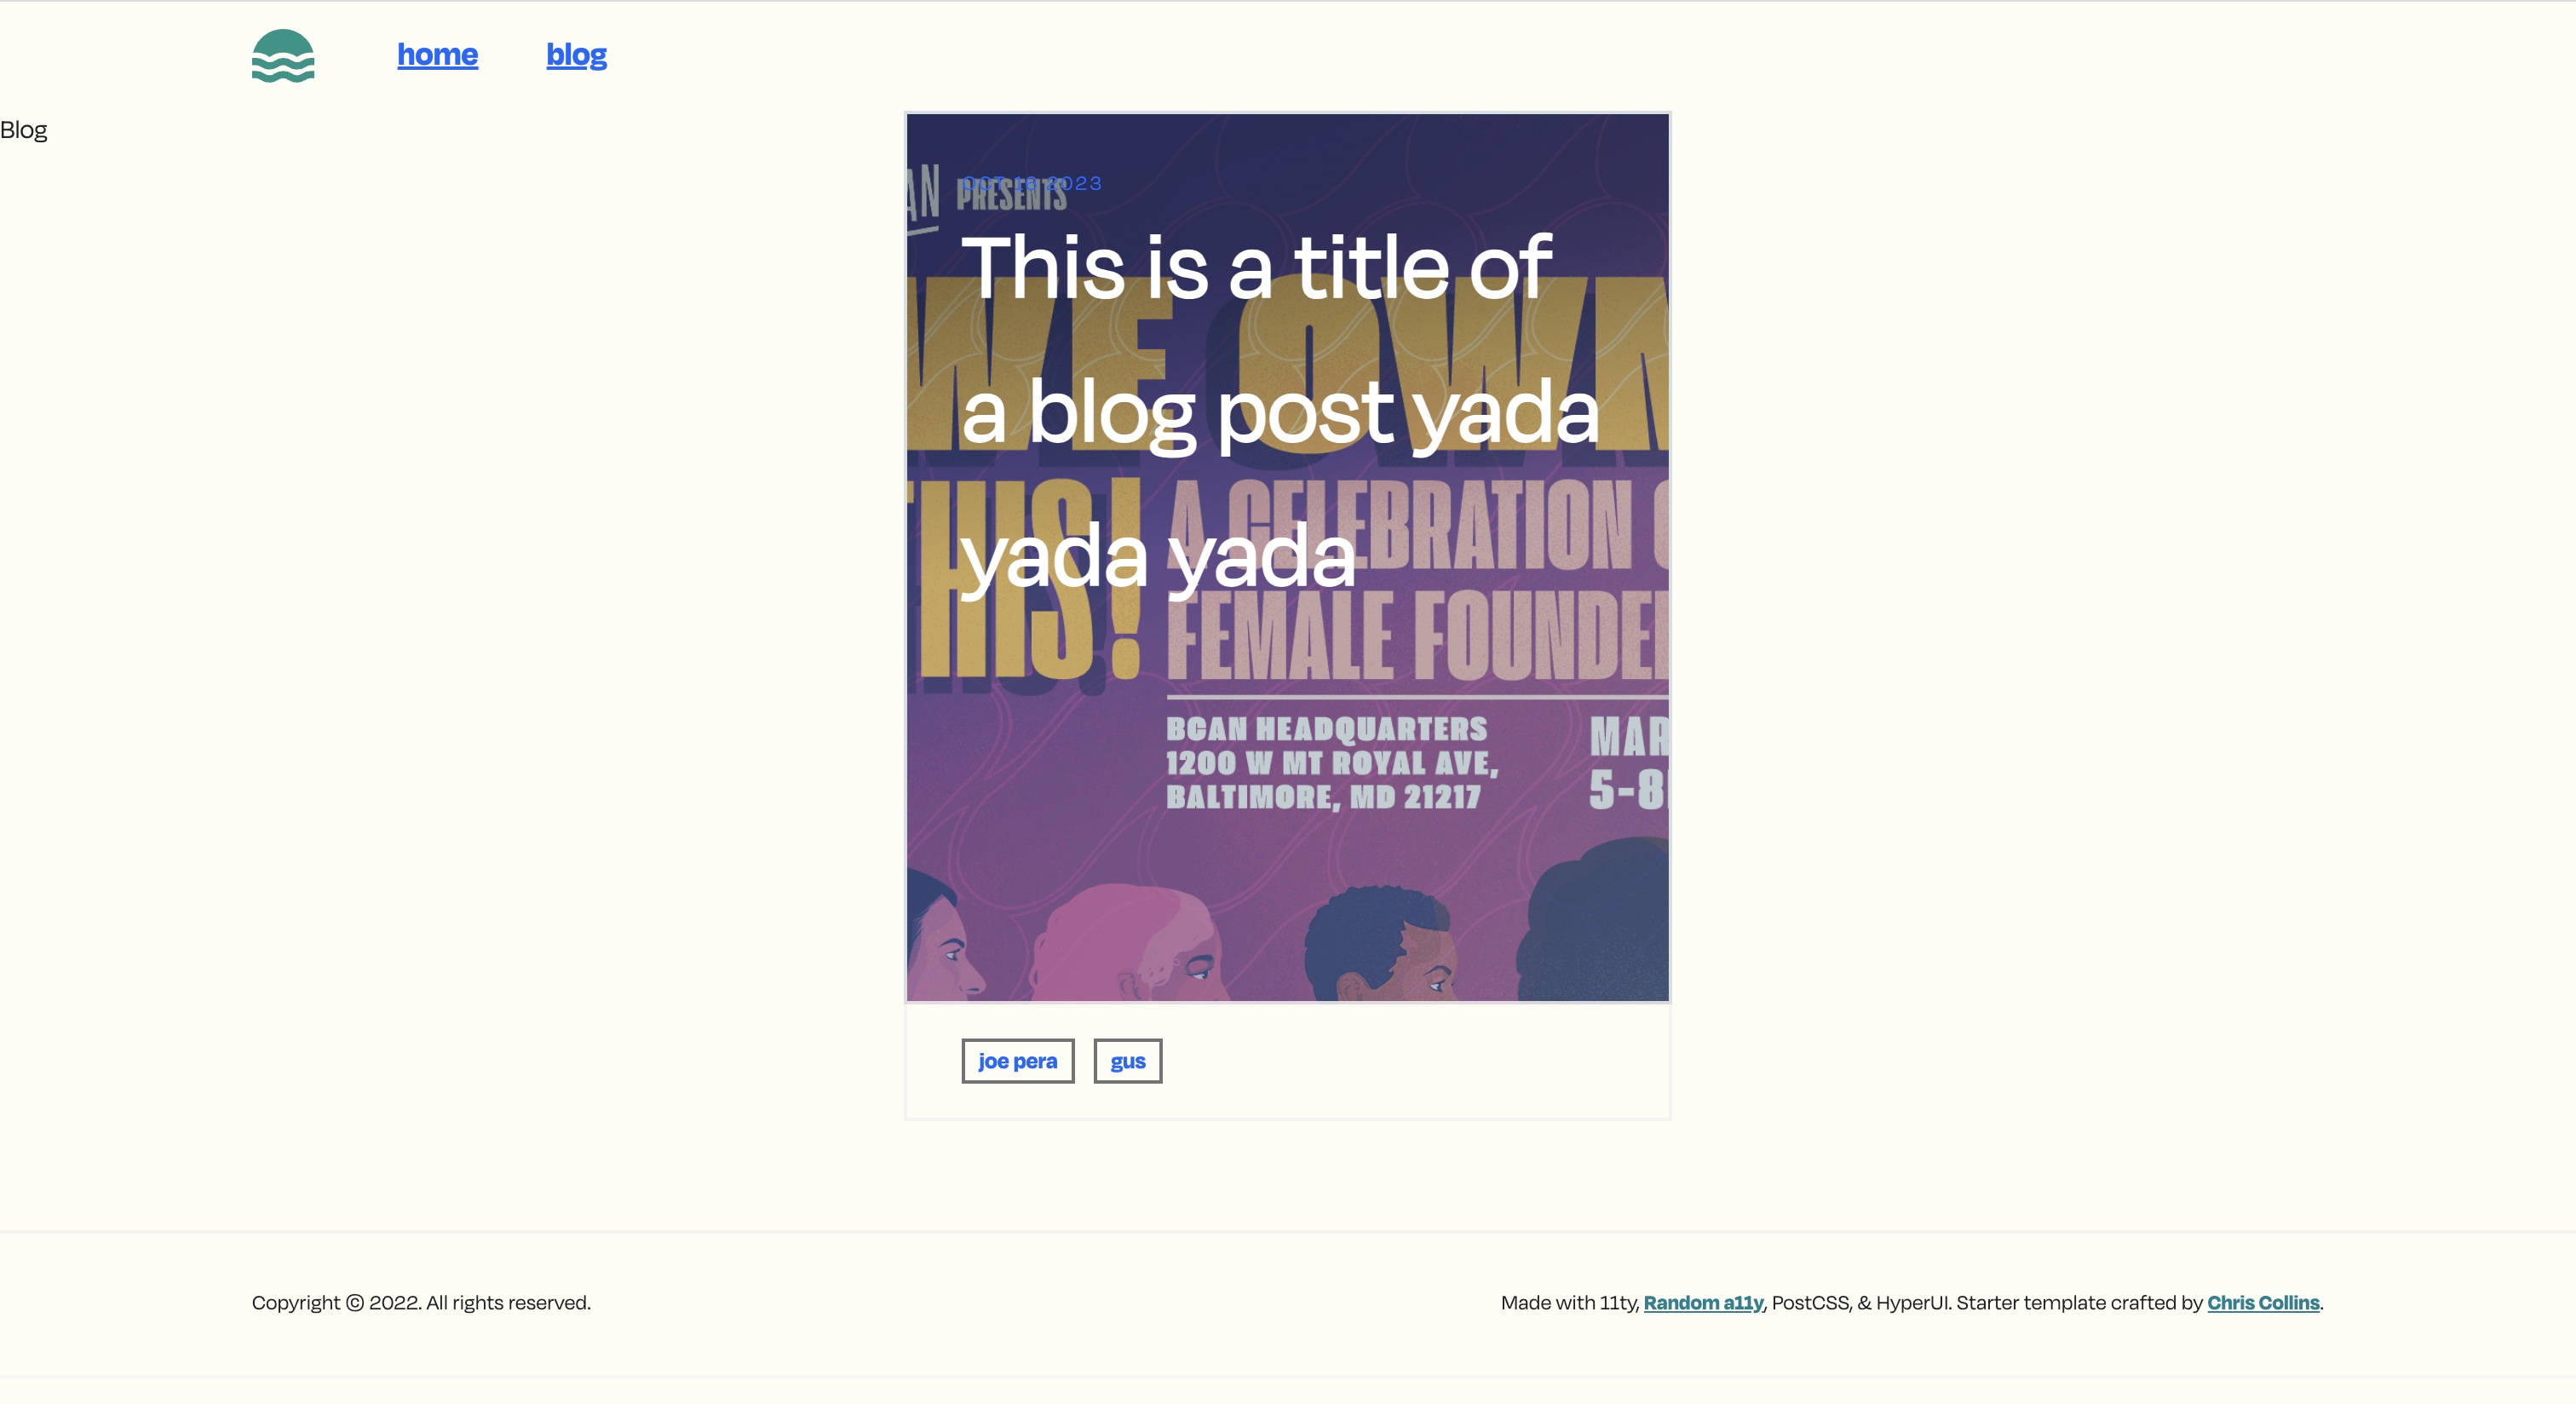 home blog
Blog
OCT 16 2023
AN PRESENTS
This is a title of
WE OWN
a blog post yada
THIS! A CELEBRATION
yada yada
FEMALE FOUNDE
BCAN HEADQUARTERS
1200 W MT ROYAL AVE,
BALTIMORE, MD 21217
MAR
5-8
joe pera gus
Copyright © 2022. All rights reserved.
Made with 11ty, Random a11y, PostCSS, & HyperUI. Starter template crafted by Chris Collins.